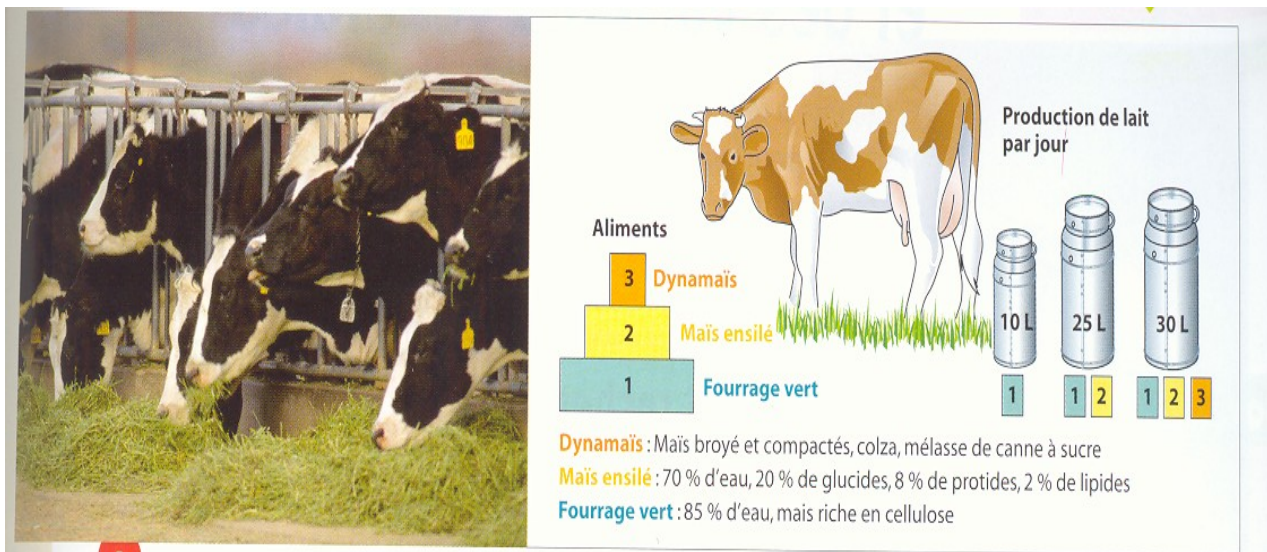 Production de lait
par jour
Aliments
3 Dynamaïs
2 Maïs ensilé
1 Fourrage vert
10 L 25 L 30 L
1 1 2 1 2 3
Dynamaïs : Maïs broyé et compactés, colza, mélasse de canne à sucre
Maïs ensilé : 70 % d'eau, 20 % de glucides, 8 % de protides, 2 % de lipides
Fourrage vert : 85 % d'eau, mais riche en cellulose